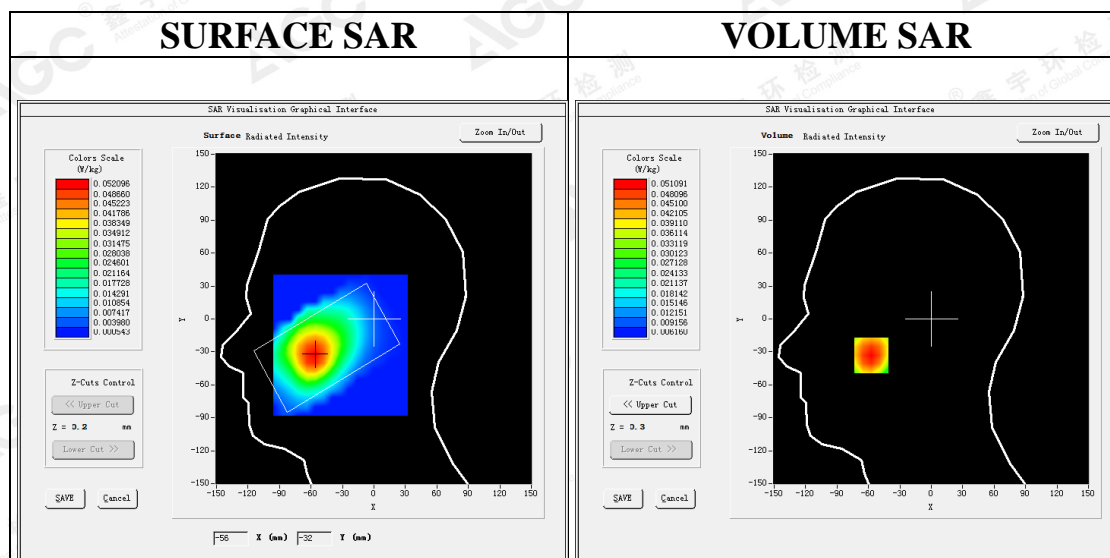 SURFACE SAR
SAR Visualisation Graphical Interface
Surface Radiated Intensity
Zoom In/Out
Colors Scale
(W/kg)
0.052096
0.048660
0.045223
0.041786
0.038349
0.034912
0.031475
0.028038
0.024601
0.021164
0.017728
0.014291
0.010854
0.007417
0.003980
0.000543
150
120
90
60
30
0
-30
-60
-90
-120
-150
Y
-150 -120 -90 -60 -30 0 30 60 90 120 150
X
Z-Cuts Control
<< Upper Cut
Z = 3.2 mm
Lower Cut >>
SAVE Cancel
-56 X (mm) -32 Y (mm)
VOLUME SAR
SAR Visualisation Graphical Interface
Volume Radiated Intensity
Zoom In/Out
Colors Scale
(W/kg)
0.051091
0.048096
0.045100
0.042105
0.039110
0.036114
0.033119
0.030123
0.027128
0.024133
0.021137
0.018142
0.015146
0.012151
0.009156
0.006160
150
120
90
60
30
0
-30
-60
-90
-120
-150
Y
-150 -120 -90 -60 -30 0 30 60 90 120 150
X
Z-Cuts Control
<< Upper Cut
Z = 3.3 mm
Lower Cut >>
SAVE Cancel